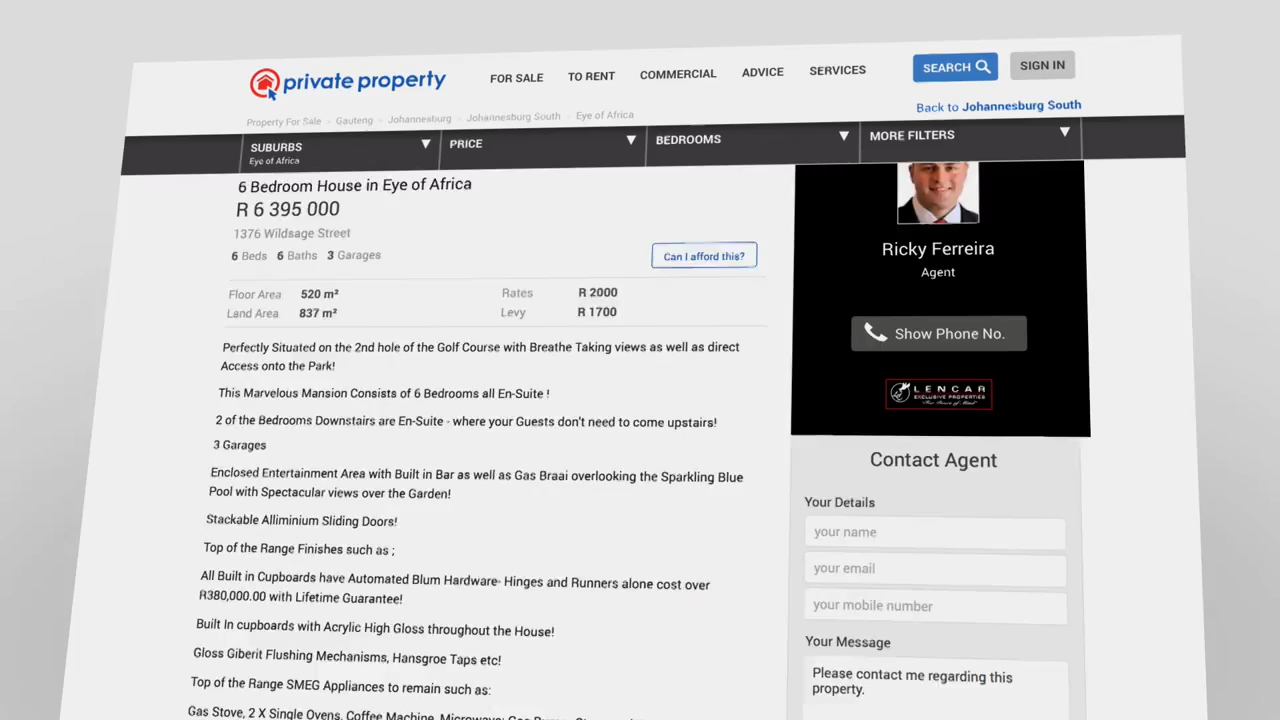 private property
FOR SALE
TO RENT
COMMERCIAL
ADVICE
SERVICES
SEARCH
SIGN IN
Back to Johannesburg South
Property For Sale
Gauteng
Johannesburg
Johannesburg South
Eye of Africa
SUBURBS
Eye of Africa
PRICE
BEDROOMS
MORE FILTERS
6 Bedroom House in Eye of Africa
R 6 395 000
1376 Wildsage Street
6 Beds 6 Baths 3 Garages
Can I afford this?
Floor Area 520 m²
Rates R 2000
Land Area 837 m²
Levy R 1700
Perfectly Situated on the 2nd hole of the Golf Course with Breathe Taking views as well as direct
Access onto the Park!
This Marvelous Mansion Consists of 6 Bedrooms all En-Suite !
2 of the Bedrooms Downstairs are En-Suite - where your Guests don't need to come upstairs!
3 Garages
Enclosed Entertainment Area with Built in Bar as well as Gas Braai overlooking the Sparkling Blue
Pool with Spectacular views over the Garden!
Stackable Alliminium Sliding Doors!
Top of the Range Finishes such as ;
All Built in Cupboards have Automated Blum Hardware- Hinges and Runners alone cost over
R380,000.00 with Lifetime Guarantee!
Built In cupboards with Acrylic High Gloss throughout the House!
Gloss Giberit Flushing Mechanisms, Hansgroe Taps etc!
Top of the Range SMEG Appliances to remain such as:
Gas Stove, 2 X Single Ovens, Coffee Machine, Microwave;
Ricky Ferreira
Agent
Show Phone No.
LENCAR
EXCLUSIVE PROPERTIES
Contact Agent
Your Details
your name
your email
your mobile number
Your Message
Please contact me regarding this
property.